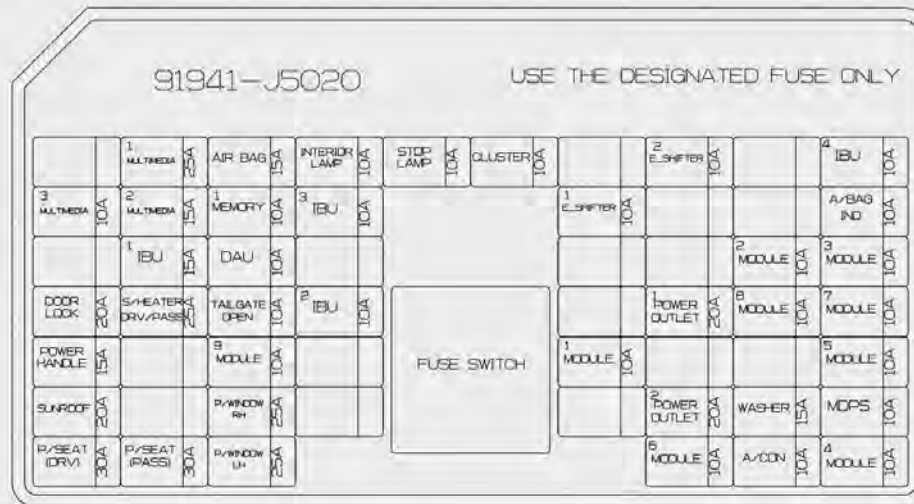 91941-J5020
USE THE DESIGNATED FUSE ONLY
1 MULTIMEDIA 25A
AIR BAG 15A
INTERIOR
LAMP 10A
STOP
LAMP 10A
CLUSTER 10A
2 E_SHIFTER 10A
4 IBU 10A
3 MULTIMEDIA 10A
2 MULTIMEDIA 15A
1 MEMORY 10A
3 IBU 10A
1 E_SHIFTER 10A
A/BAG
IND 10A
1 IBU 15A
DAU 10A
2 MODULE 10A
3 MODULE 10A
DOOR
LOCK 20A
S/HEATER
DRV/PASS 25A
TAILGATE
OPEN 10A
2 IBU 10A
1 POWER
OUTLET 20A
8 MODULE 10A
7 MODULE 10A
POWER
HANDLE 15A
9 MODULE 10A
FUSE SWITCH
1 MODULE 10A
5 MODULE 10A
SUNROOF 20A
P/WINDOW
RH 25A
2 POWER
OUTLET 20A
WASHER 15A
MDPS 10A
P/SEAT
(DRV) 30A
P/SEAT
(PASS) 30A
P/WINDOW
LH 25A
6 MODULE 10A
A/CON 10A
4 MODULE 10A